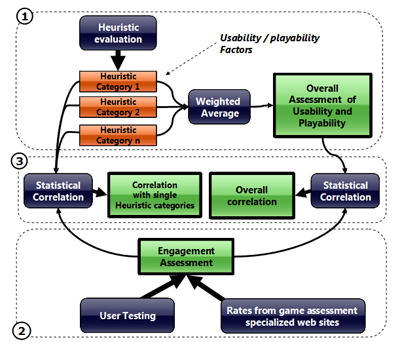 1
Heuristic
evaluation
Usability / playability
Factors
Heuristic
Category 1
Heuristic
Category 2
Heuristic
Category n
Weighted
Average
Overall
Assessment of
Usability and
Playability
3
Statistical
Correlation
Correlation
with single
Heuristic categories
Overall
correlation
Statistical
Correlation
Engagement
Assessment
User Testing
Rates from game assessment
specialized web sites
2